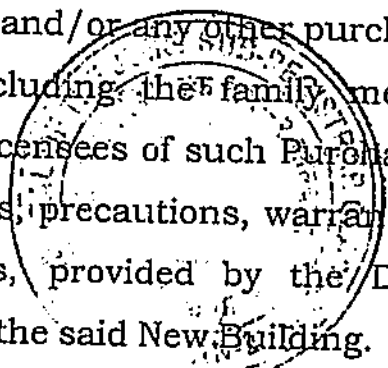 and/or any other purch
cluding the family me
censees of such Purcha
s, precautions, warran
s, provided by the D
the said New Building.